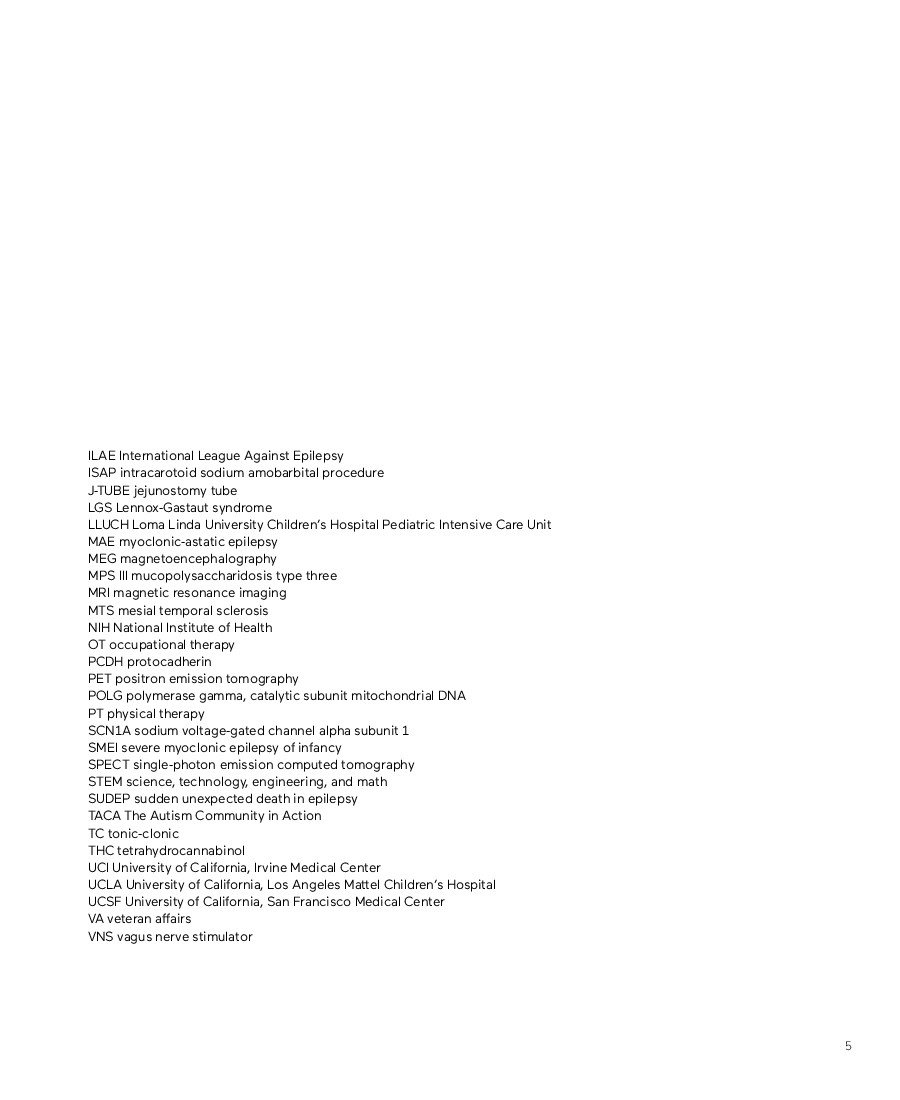 ILAE International League Against Epilepsy
ISAP intracarotoid sodium amobarbital procedure
J-TUBE jejunostomy tube
LGS Lennox-Gastaut syndrome
LLUCH Loma Linda University Children's Hospital Pediatric Intensive Care Unit
MAE myoclonic-astatic epilepsy
MEG magnetoencephalography
MPS III mucopolysaccharidosis type three
MRI magnetic resonance imaging
MTS mesial temporal sclerosis
NIH National Institute of Health
OT occupational therapy
PCDH protocadherin
PET positron emission tomography
POLG polymerase gamma, catalytic subunit mitochondrial DNA
PT physical therapy
SCN1A sodium voltage-gated channel alpha subunit 1
SMEI severe myoclonic epilepsy of infancy
SPECT single-photon emission computed tomography
STEM science, technology, engineering, and math
SUDEP sudden unexpected death in epilepsy
TACA The Autism Community in Action
TC tonic-clonic
THC tetrahydrocannabinol
UCI University of California, Irvine Medical Center
UCLA University of California, Los Angeles Mattel Children's Hospital
UCSF University of California, San Francisco Medical Center
VA veteran affairs
VNS vagus nerve stimulator
5